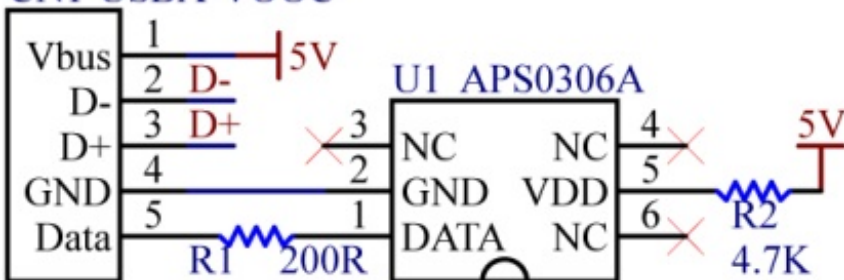 Vbus 1 5V
D- 2 D-
D+ 3 D+
GND 4
Data 5
R1 200R
U1 APS0306A
3 NC NC 4
2 GND VDD 5
1 DATA NC 6
R2
4.7K
5V